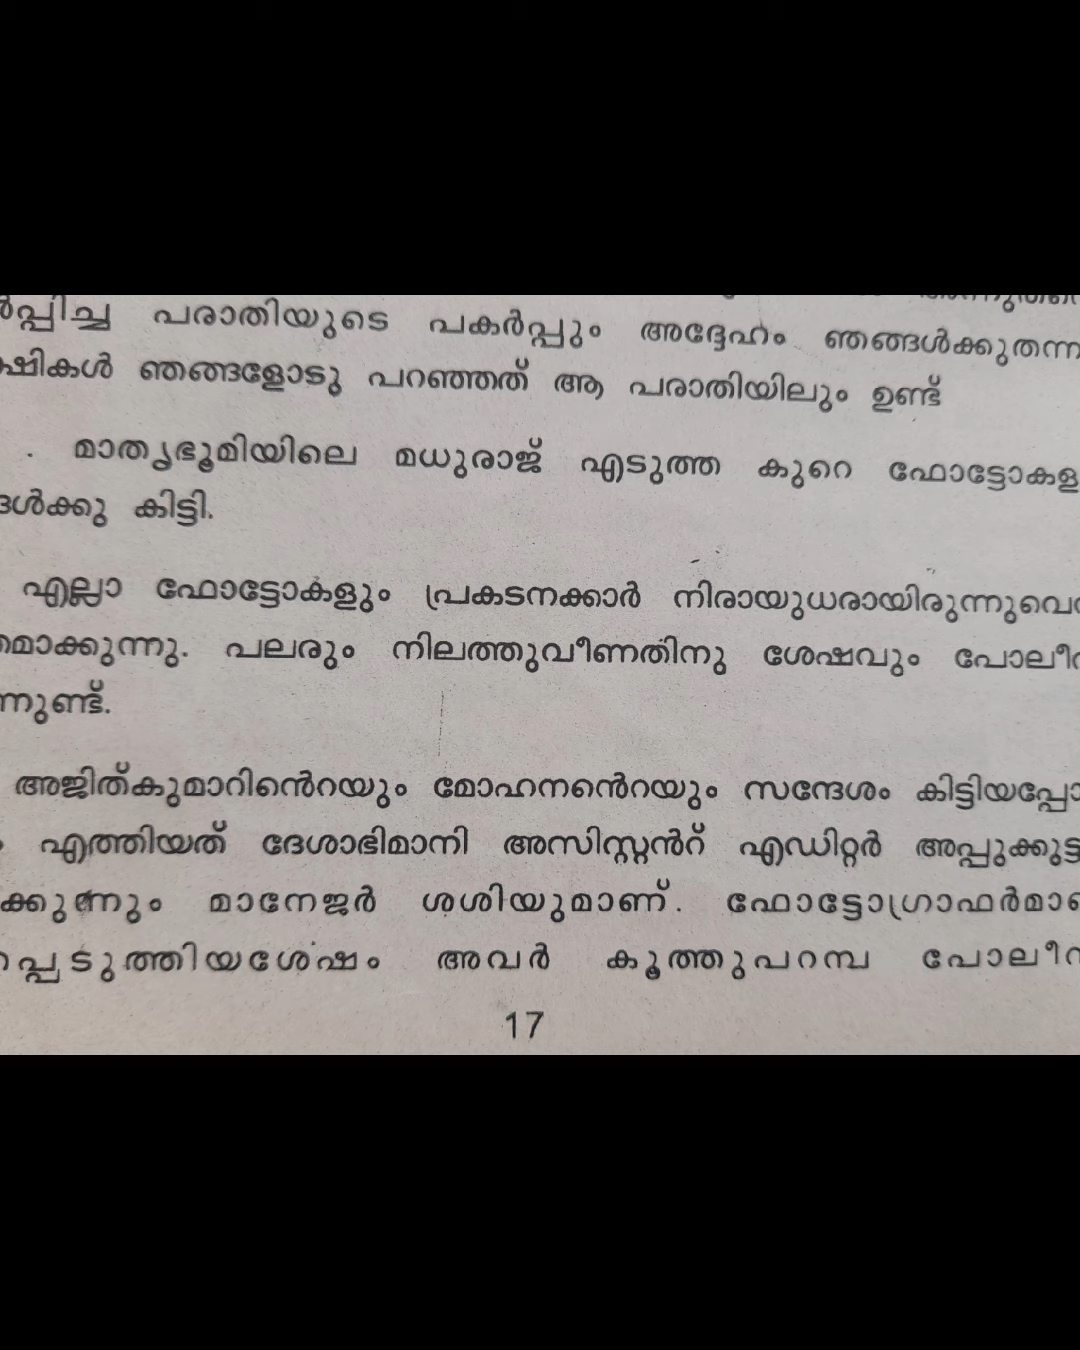 ർപ്പിച്ച പരാതിയുടെ പകർപ്പും അദ്ദേഹം ഞങ്ങൾക്കുതന്ന
ക്ഷികൾ ഞങ്ങളോടു പറഞ്ഞത് ആ പരാതിയിലും ഉണ്ട്
. മാതൃഭൂമിയിലെ മധുരാജ് എടുത്ത കുറെ ഫോട്ടോകള
ങ്ങൾക്കു കിട്ടി.
എല്ലാ ഫോട്ടോകളും പ്രകടനക്കാർ നിരായുധരായിരുന്നുവെന്
തമാക്കുന്നു. പലരും നിലത്തുവീണതിനു ശേഷവും പോലീസ
ന്നുണ്ട്.
അജിത്കുമാറിൻെറയും മോഹനൻെറയും സന്ദേശം കിട്ടിയപ്പോ
എത്തിയത് ദേശാഭിമാനി അസിസ്റ്റൻറ് എഡിറ്റർ അപ്പുക്കുട്ട
ക്കുന്നും മാനേജർ ശശിയുമാണ്. ഫോട്ടോഗ്രാഫർമാ
പ്പെടുത്തിയശേഷം അവർ കൂത്തുപറമ്പ പോലീസ
17